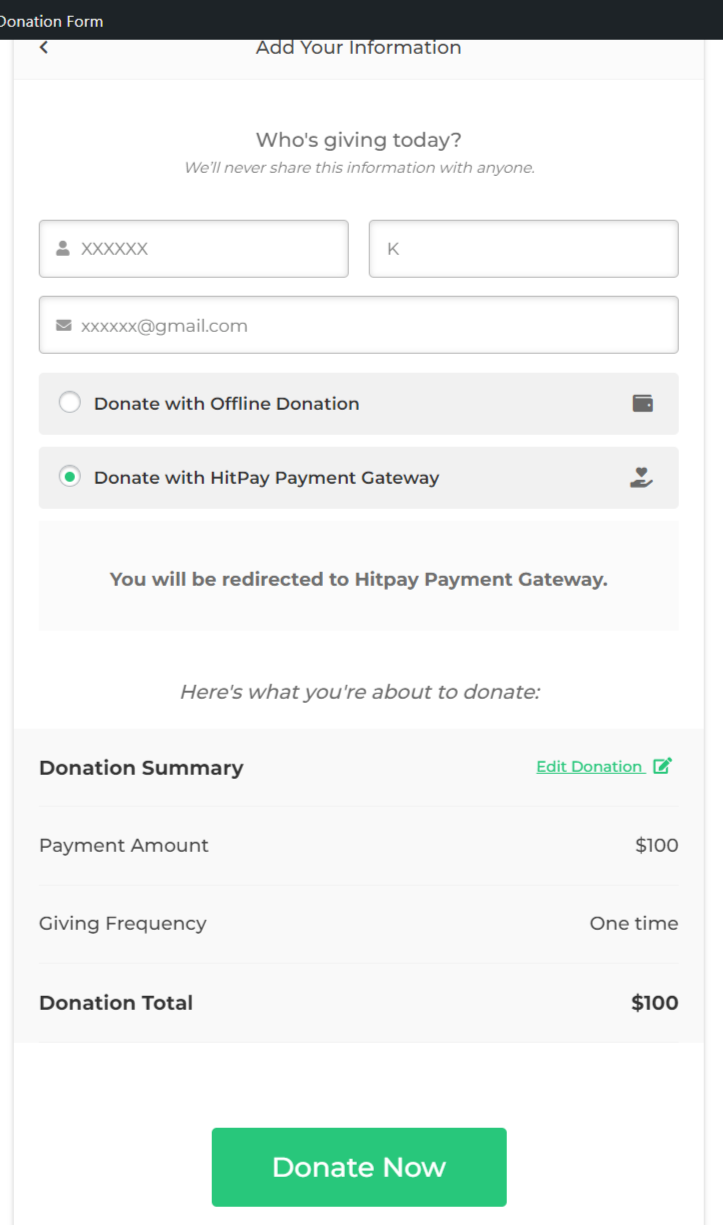 Donation Form
Add Your Information
Who's giving today?
We'll never share this information with anyone.
XXXXXX
K
xxxxxx@gmail.com
Donate with Offline Donation
Donate with HitPay Payment Gateway
You will be redirected to Hitpay Payment Gateway.
Here's what you're about to donate:
Donation Summary
Edit Donation
Payment Amount
$100
Giving Frequency
One time
Donation Total
$100
Donate Now